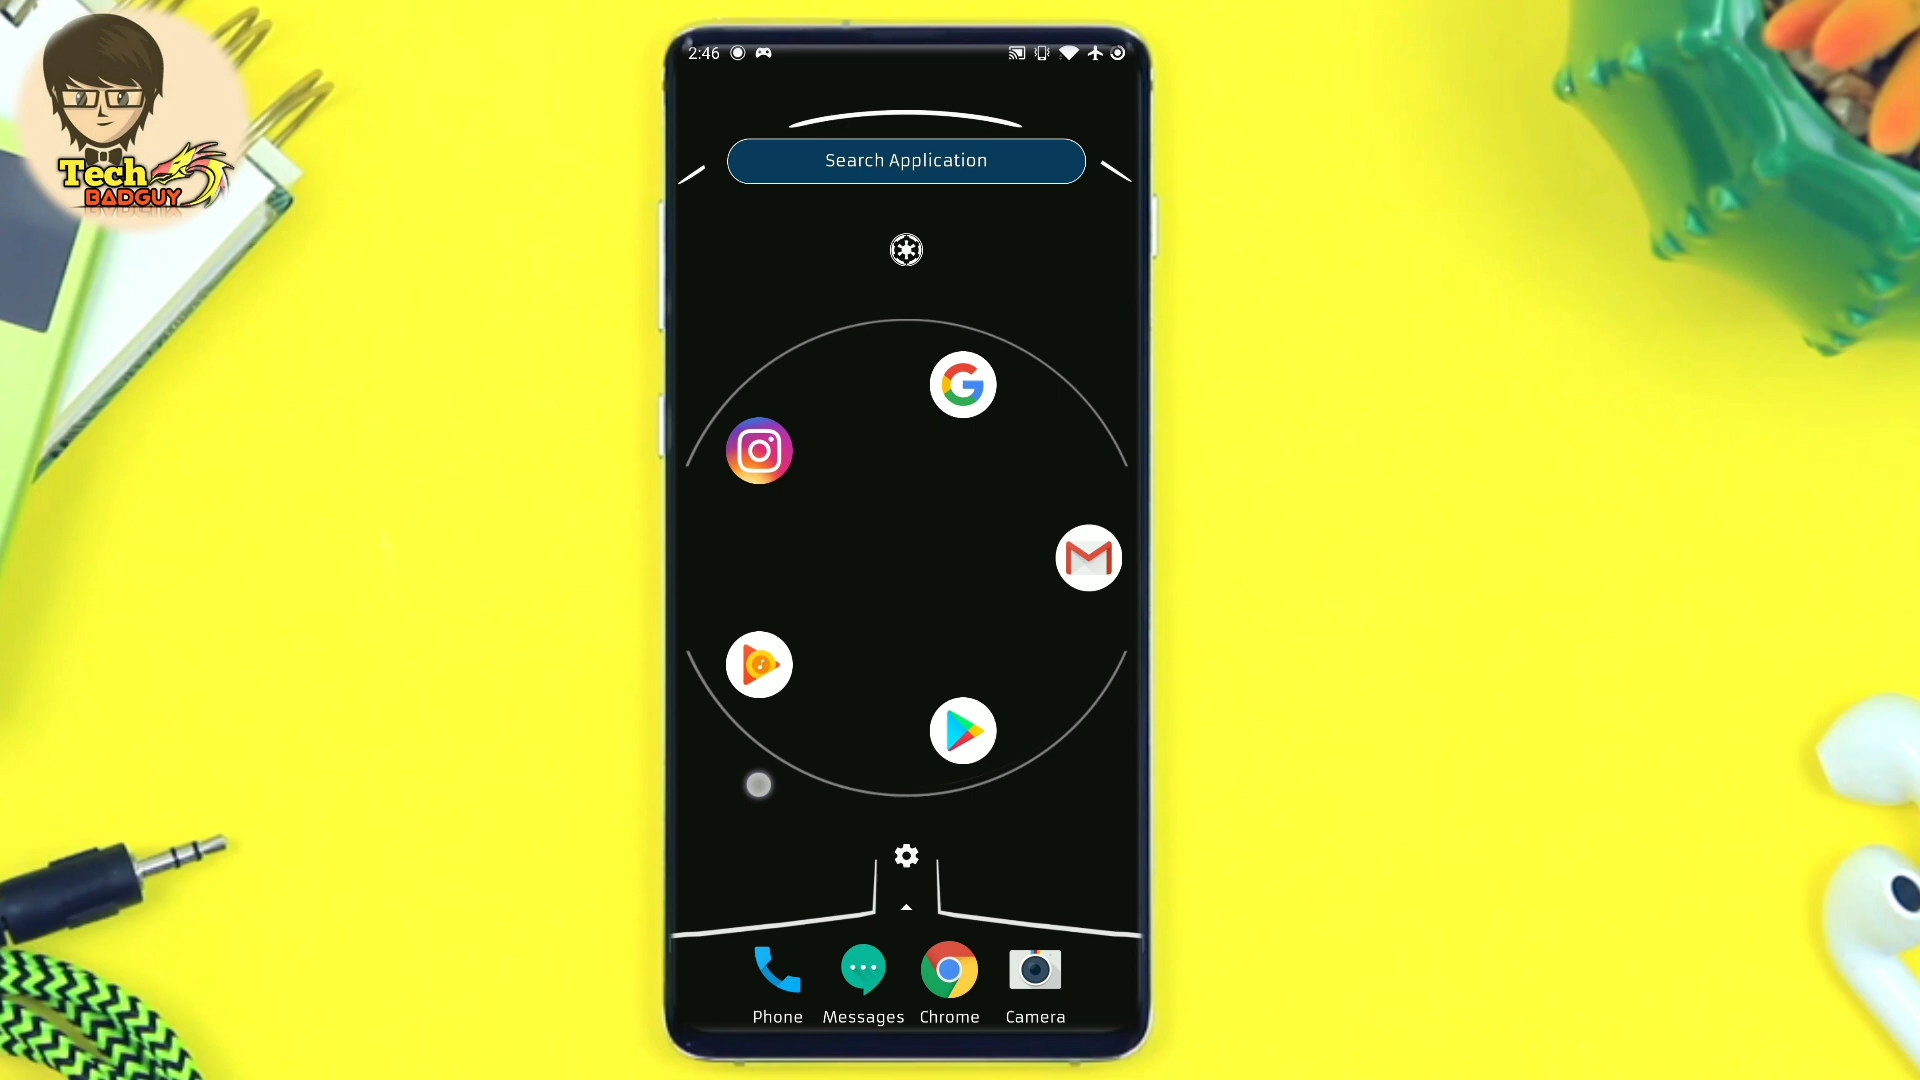 2:46
Tech
BADGUY
Search Application
Phone
Messages
Chrome
Camera